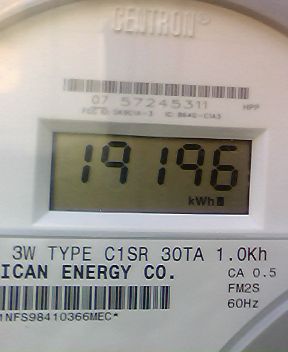 CENTRON®
07 57245311 HPP
19196
kWh
3W TYPE C1SR 30TA 1.0Kh
ICAN ENERGY CO. CA 0.5
FM2S
60Hz
1NFS98410366MEC*